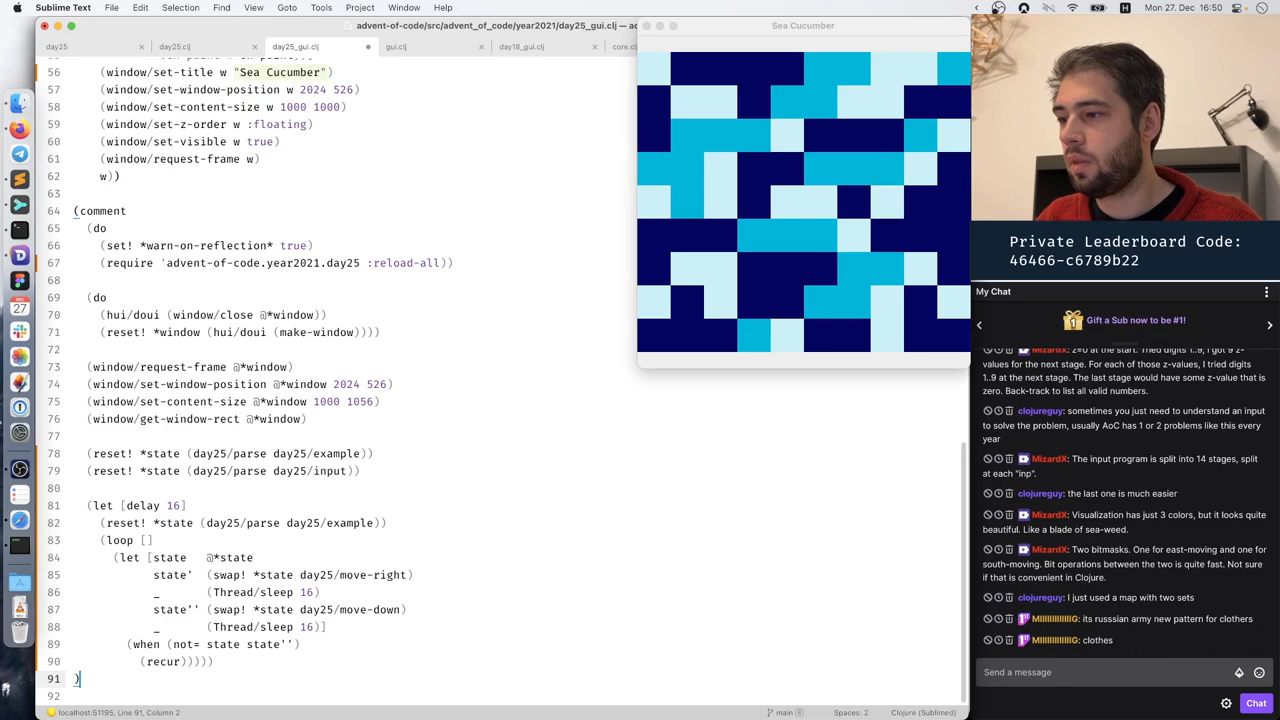 Sublime Text File Edit Selection Find View Goto Tools Project Window Help
Mon 27. Dec 16:50
advent-of-code/src/advent_of_code/year2021/day25_gui.clj — ad
Sea Cucumber
day25
day25.clj
day25_gui.clj
gui.clj
day18_gui.clj
core.clj
56 (window/set-title w "Sea Cucumber")
57 (window/set-window-position w 2024 526)
58 (window/set-content-size w 1000 1000)
59 (window/set-z-order w :floating)
60 (window/set-visible w true)
61 (window/request-frame w)
62 w))
63
64 (comment
65 (do
66 (set! *warn-on-reflection* true)
67 (require 'advent-of-code.year2021.day25 :reload-all))
68
69 (do
70 (hui/doui (window/close @*window))
71 (reset! *window (hui/doui (make-window))))
72
73 (window/request-frame @*window)
74 (window/set-window-position @*window 2024 526)
75 (window/set-content-size @*window 1000 1056)
76 (window/get-window-rect @*window)
77
78 (reset! *state (day25/parse day25/example))
79 (reset! *state (day25/parse day25/input))
80
81 (let [delay 16]
82 (reset! *state (day25/parse day25/example))
83 (loop []
84 (let [state @*state
85 state' (swap! *state day25/move-right)
86 _ (Thread/sleep 16)
87 state'' (swap! *state day25/move-down)
88 _ (Thread/sleep 16)]
89 (when (not= state state'')
90 (recur)))))
91 )
92
localhost:51195, Line 91, Column 2
main 5
Spaces: 2
Clojure (Sublimed)
DEC
27
Private Leaderboard Code:
46466-c6789b22
My Chat
1
Gift a Sub now to be #1!
MizardX: z=0 at the start. Tried digits 1..9, I got 9 z-
values for the next stage. For each of those z-values, I tried digits
1..9 at the next stage. The last stage would have some z-value that is
zero. Back-track to list all valid numbers.
clojureguy: sometimes you just need to understand an input
to solve the problem, usually AoC has 1 or 2 problems like this every
year
MizardX: The input program is split into 14 stages, split
at each "inp".
clojureguy: the last one is much easier
MizardX: Visualization has just 3 colors, but it looks quite
beautiful. Like a blade of sea-weed.
MizardX: Two bitmasks. One for east-moving and one for
south-moving. Bit operations between the two is quite fast. Not sure
if that is convenient in Clojure.
clojureguy: I just used a map with two sets
: its russsian army new pattern for clothers
: clothes
Send a message
Chat